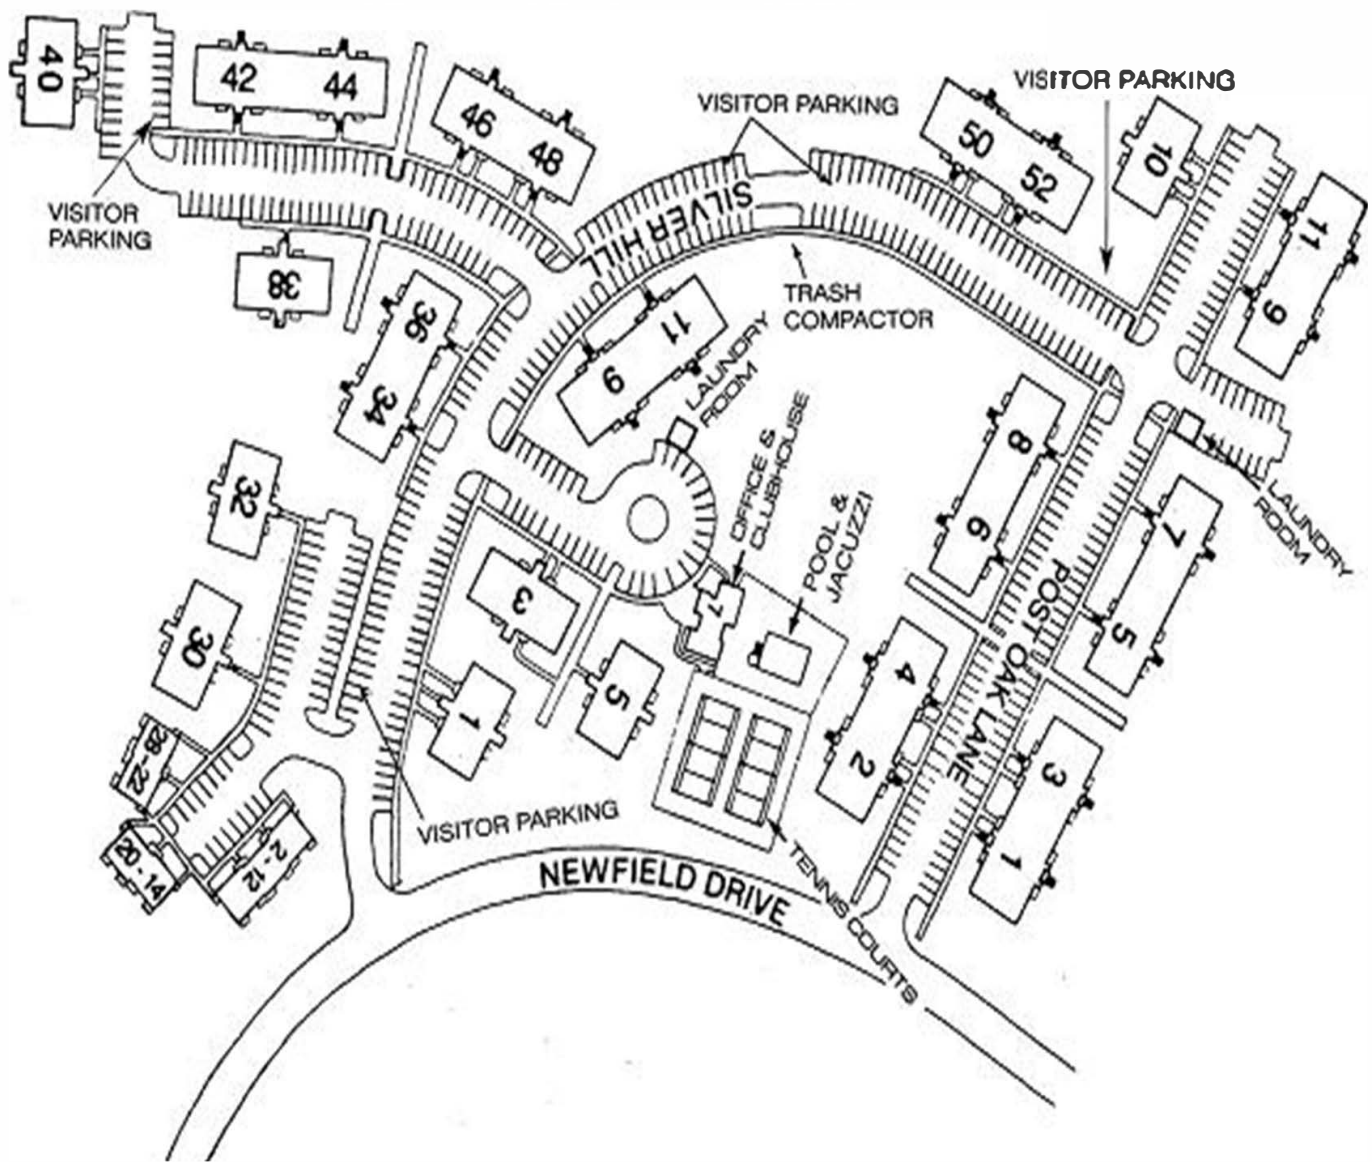 40
42
44
46
48
VISITOR PARKING
50
52
VISITOR PARKING
10
11
9
VISITOR
PARKING
38
36
34
SILVER HILL
TRASH
COMPACTOR
11
9
LAUNDRY
ROOM
OFFICE &
CLUBHOUSE
POOL &
JACUZZI
8
6
7
5
LAUNDRY
ROOM
32
30
28-22
20-14
2-12
3
5
1
7
4
2
POST OAK LANE
3
1
VISITOR PARKING
TENNIS COURTS
NEWFIELD DRIVE